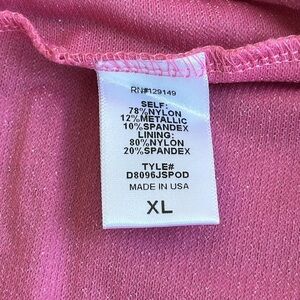 RN#129149
SELF:
78%NYLON
12%METALLIC
10%SPANDEX
LINING:
80%NYLON
20%SPANDEX
TYLE#
D8096JSPOD
MADE IN USA
XL